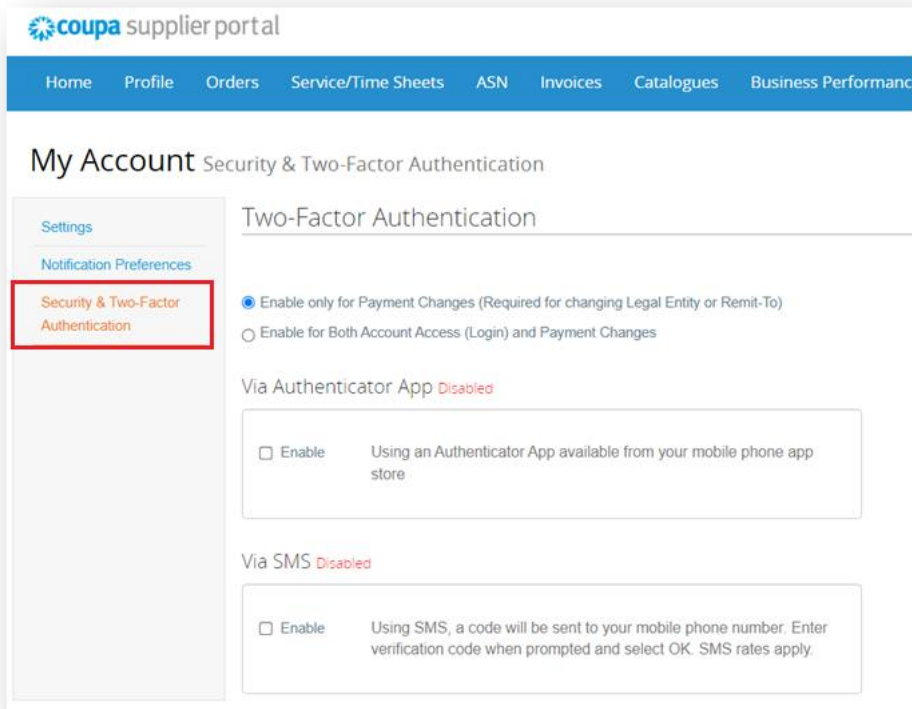 coupa supplier portal
Home Profile Orders Service/Time Sheets ASN Invoices Catalogues Business Performanc
My Account Security & Two-Factor Authentication
Settings
Notification Preferences
Security & Two-Factor
Authentication
Two-Factor Authentication
Enable only for Payment Changes (Required for changing Legal Entity or Remit-To)
Enable for Both Account Access (Login) and Payment Changes
Via Authenticator App Disabled
Enable Using an Authenticator App available from your mobile phone app
store
Via SMS Disabled
Enable Using SMS, a code will be sent to your mobile phone number. Enter
verification code when prompted and select OK. SMS rates apply.